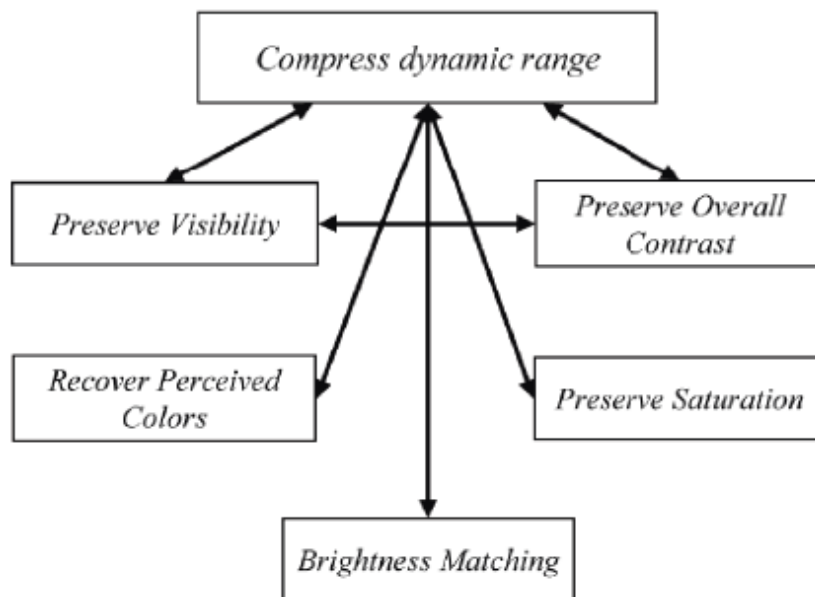 Compress dynamic range
Preserve Visibility
Preserve Overall
Contrast
Recover Perceived
Colors
Preserve Saturation
Brightness Matching